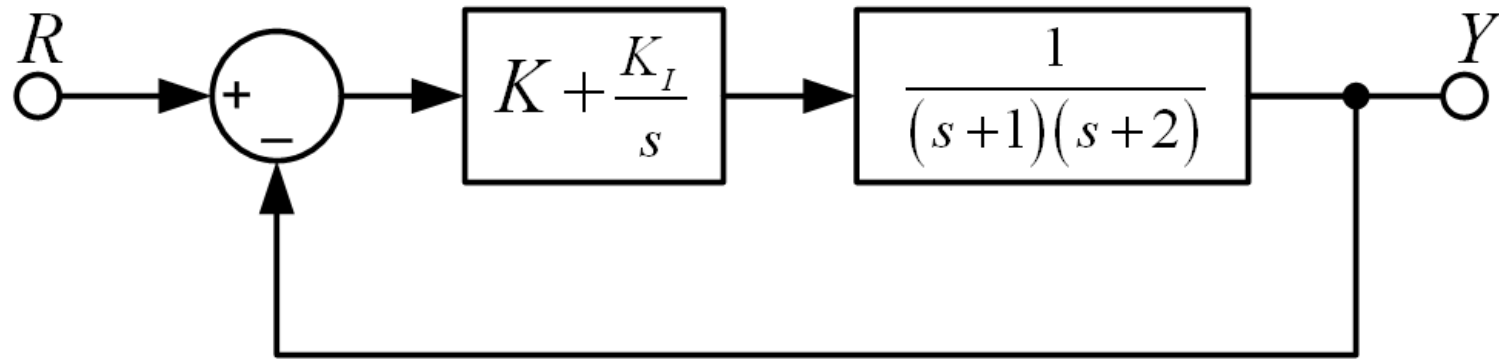 R
+
−
K + K_I / s
1 / (s+1)(s+2)
Y